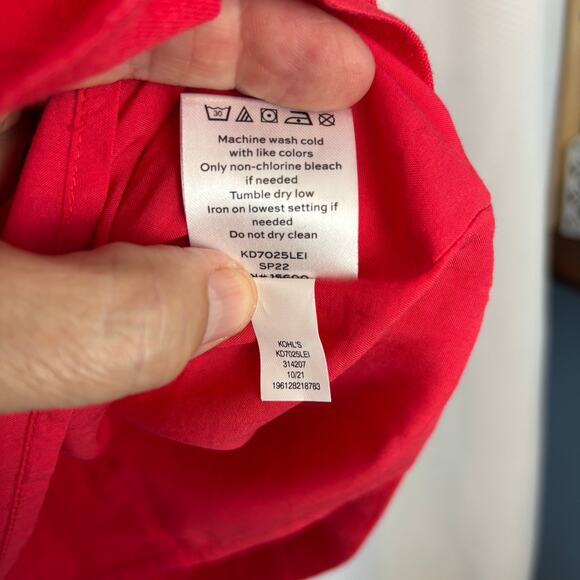 30
Machine wash cold
with like colors
Only non-chlorine bleach
if needed
Tumble dry low
Iron on lowest setting if
needed
Do not dry clean
KD7025LEI
SP22
KOHL'S
KD7025LEI
314207
10/21
196128218783